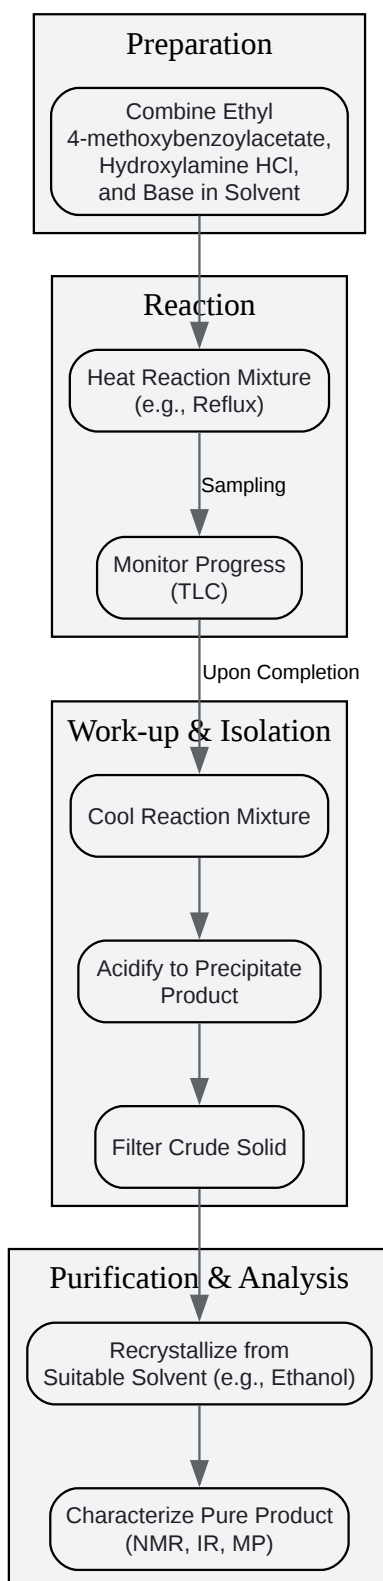 Preparation
Combine Ethyl
4-methoxybenzoylacetate,
Hydroxylamine HCl,
and Base in Solvent
Reaction
Heat Reaction Mixture
(e.g., Reflux)
Sampling
Monitor Progress
(TLC)
Upon Completion
Work-up & Isolation
Cool Reaction Mixture
Acidify to Precipitate
Product
Filter Crude Solid
Purification & Analysis
Recrystallize from
Suitable Solvent (e.g., Ethanol)
Characterize Pure Product
(NMR, IR, MP)